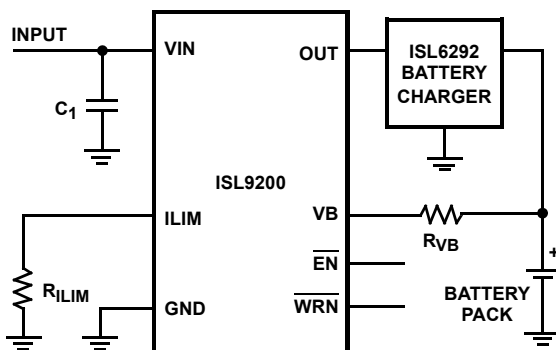 INPUT
VIN
OUT
ISL6292
BATTERY
CHARGER
C1
ISL9200
ILIM
VB
RVB
EN
RILIM
GND
WRN
+
BATTERY
PACK